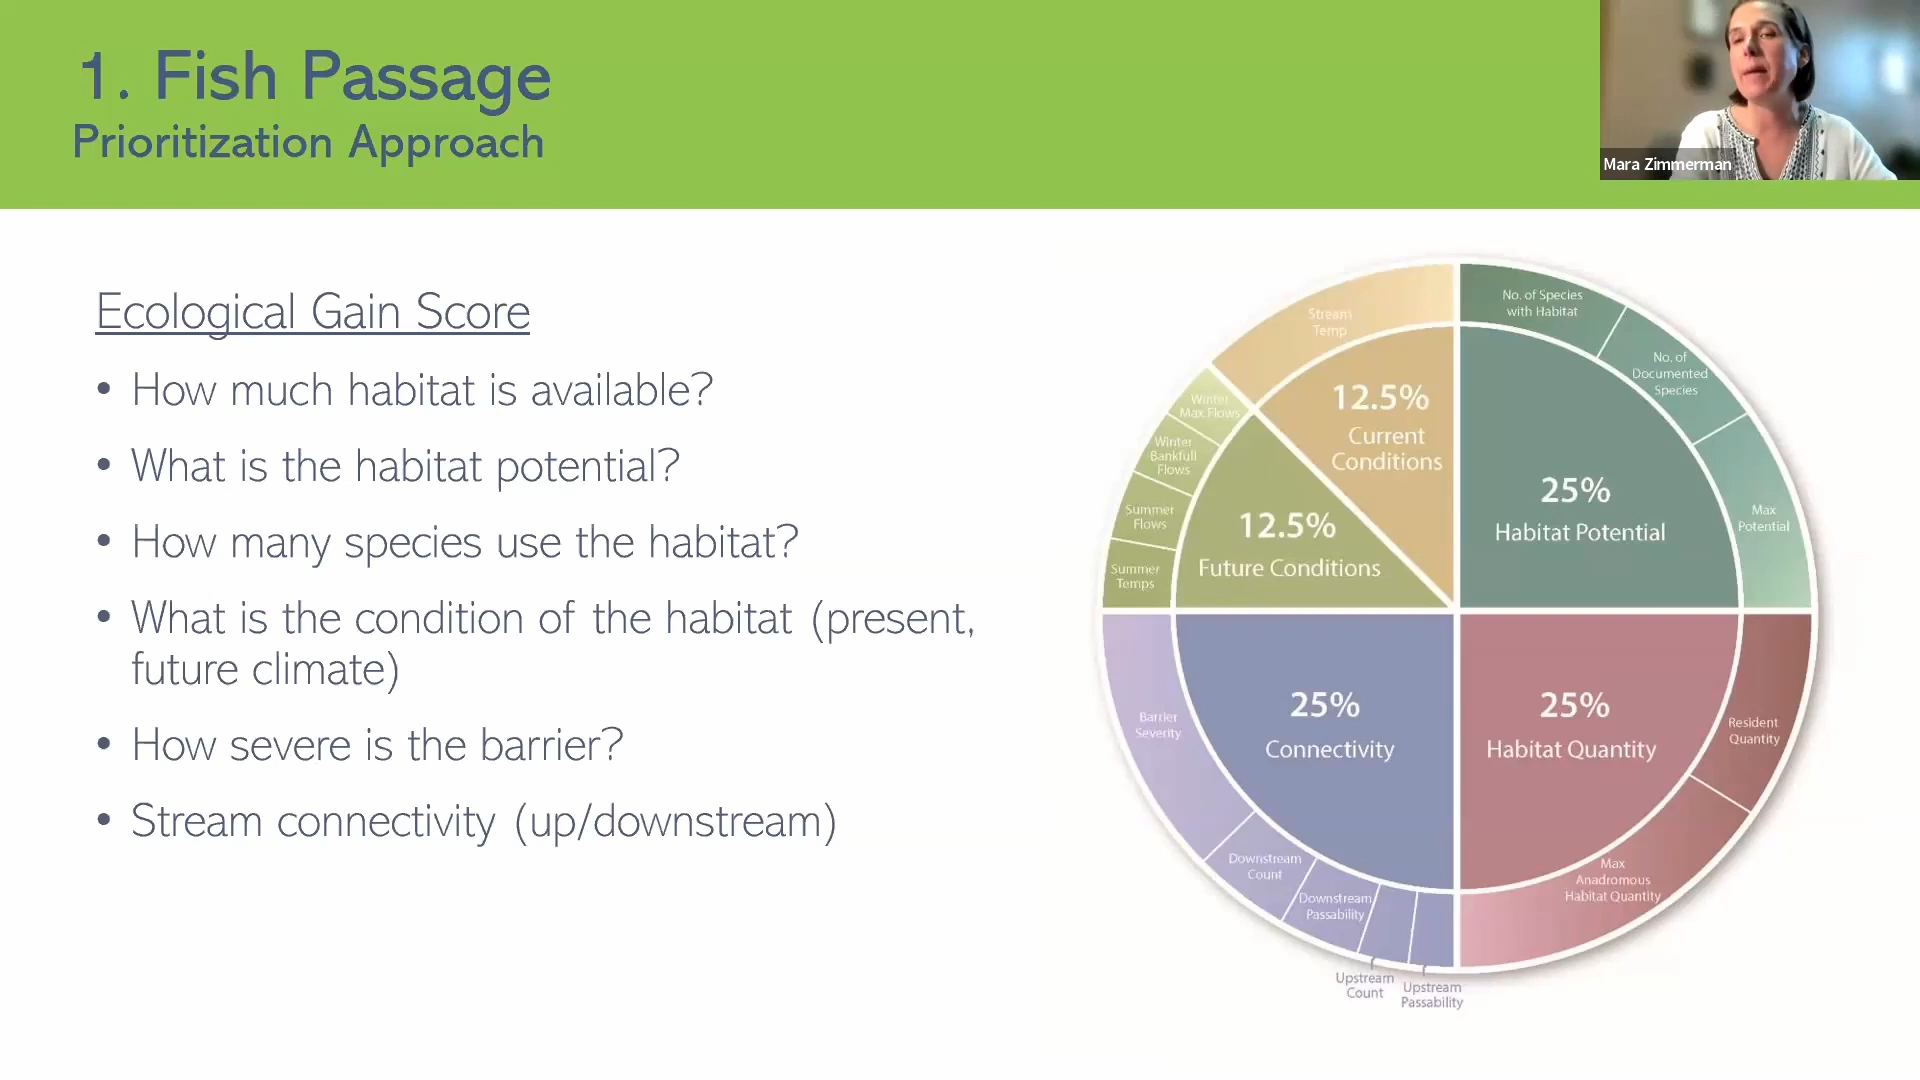 1. Fish Passage
Prioritization Approach
Mara Zimmerman
Ecological Gain Score
• How much habitat is available?
• What is the habitat potential?
• How many species use the habitat?
• What is the condition of the habitat (present,
future climate)
• How severe is the barrier?
• Stream connectivity (up/downstream)
Stream
Temp
No. of Species
with Habitat
No. of
Documented
Species
Max
Potential
Winter
Max Flows
Winter
Bankfull
Flows
Summer
Flows
Summer
Temps
12.5%
Current
Conditions
25%
Habitat Potential
12.5%
Future Conditions
25%
Connectivity
25%
Habitat Quantity
Barrier
Severity
Resident
Quantity
Downstream
Count
Downstream
Passability
Max
Anadromous
Habitat Quantity
Upstream
Count
Upstream
Passability